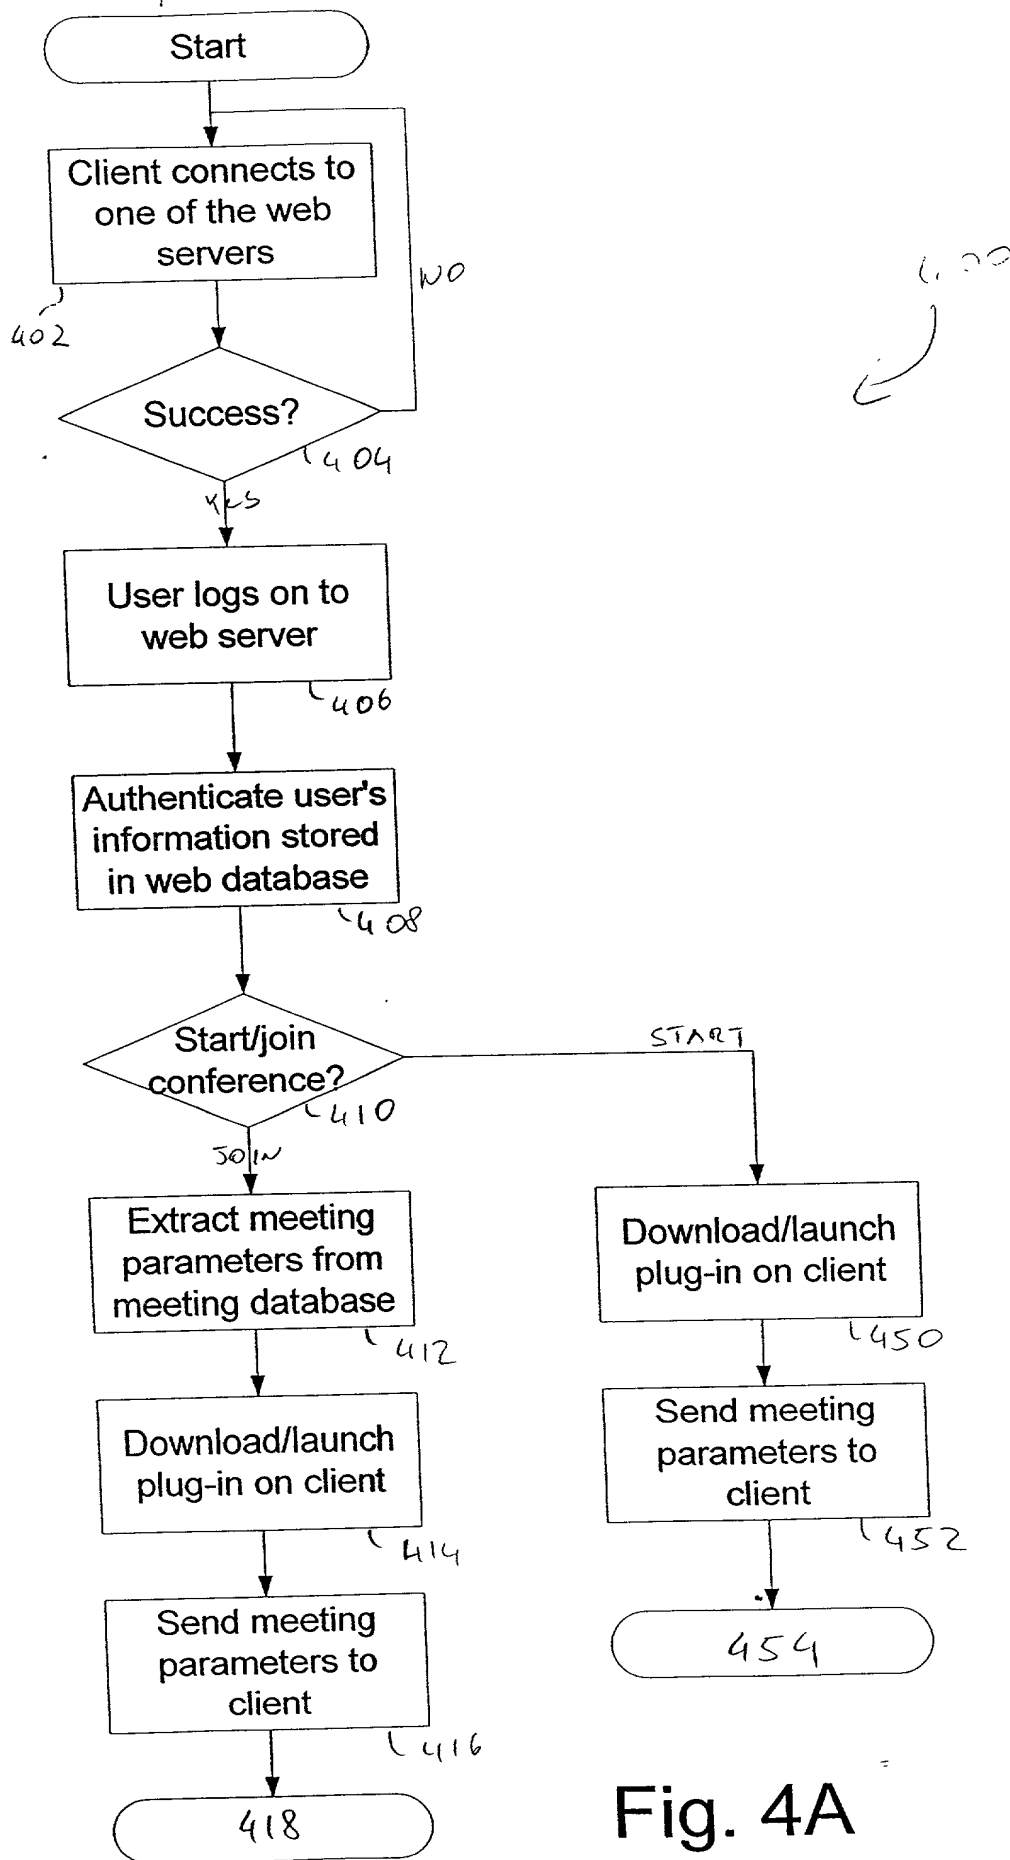 Start
Client connects to
one of the web
servers
NO
402
Success?
404
YES
User logs on to
web server
406
Authenticate user's
information stored
in web database
408
Start/join
conference?
START
410
JOIN
Extract meeting
parameters from
meeting database
412
Download/launch
plug-in on client
450
Download/launch
plug-in on client
414
Send meeting
parameters to
client
452
Send meeting
parameters to
client
416
454
418
Fig. 4A